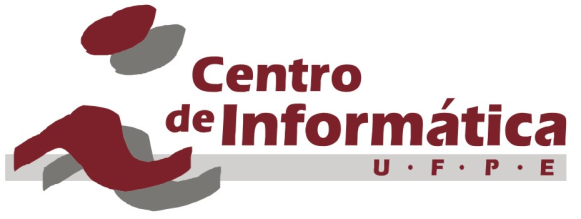 Centro
de Informática
U · F · P · E